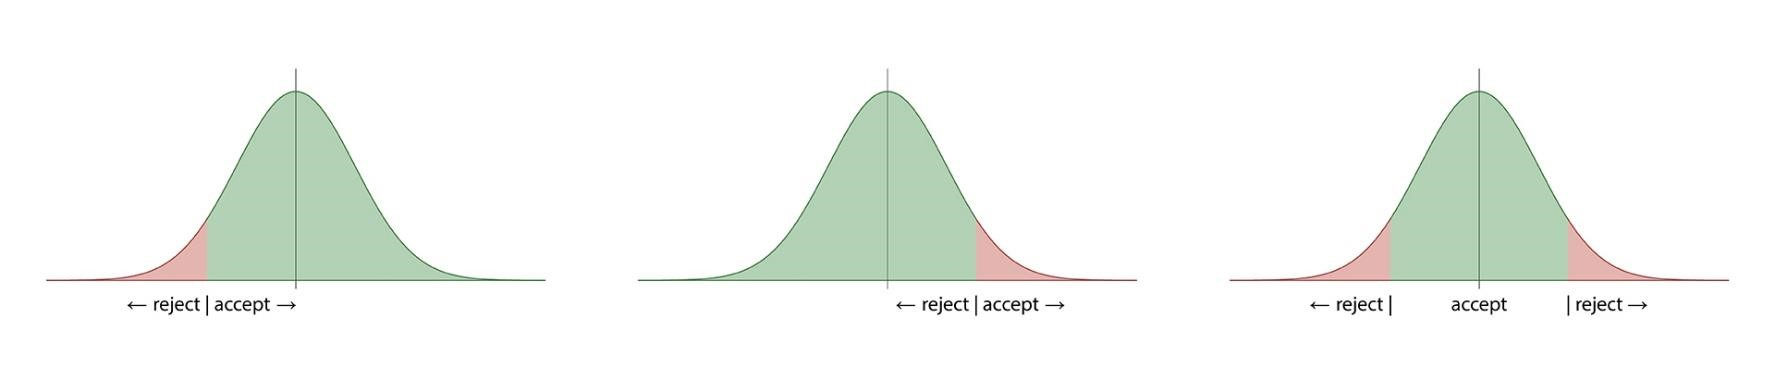 ← reject | accept →
← reject | accept →
← reject | accept | reject →